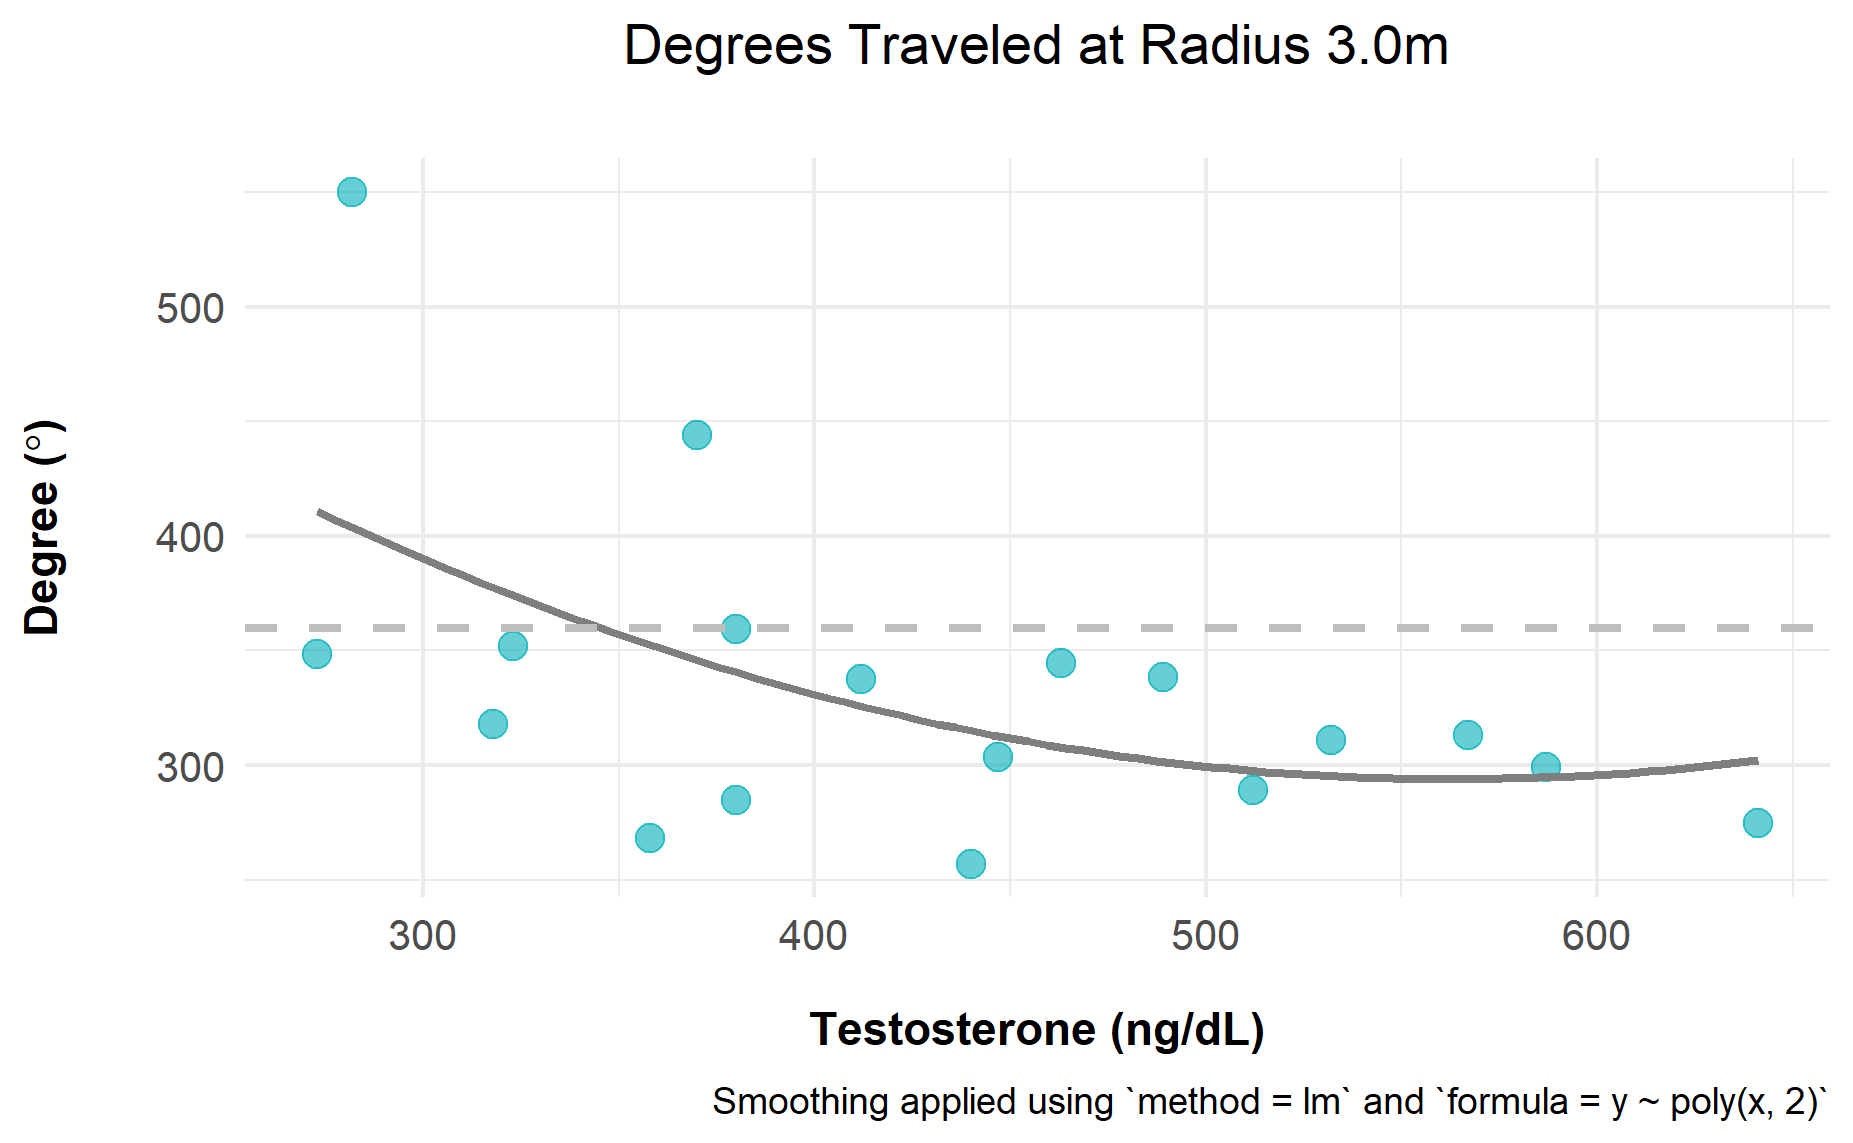 Degrees Traveled at Radius 3.0m
500
400
300
Degree (°)
300
400
500
600
Testosterone (ng/dL)
Smoothing applied using `method = lm` and `formula = y ~ poly(x, 2)`